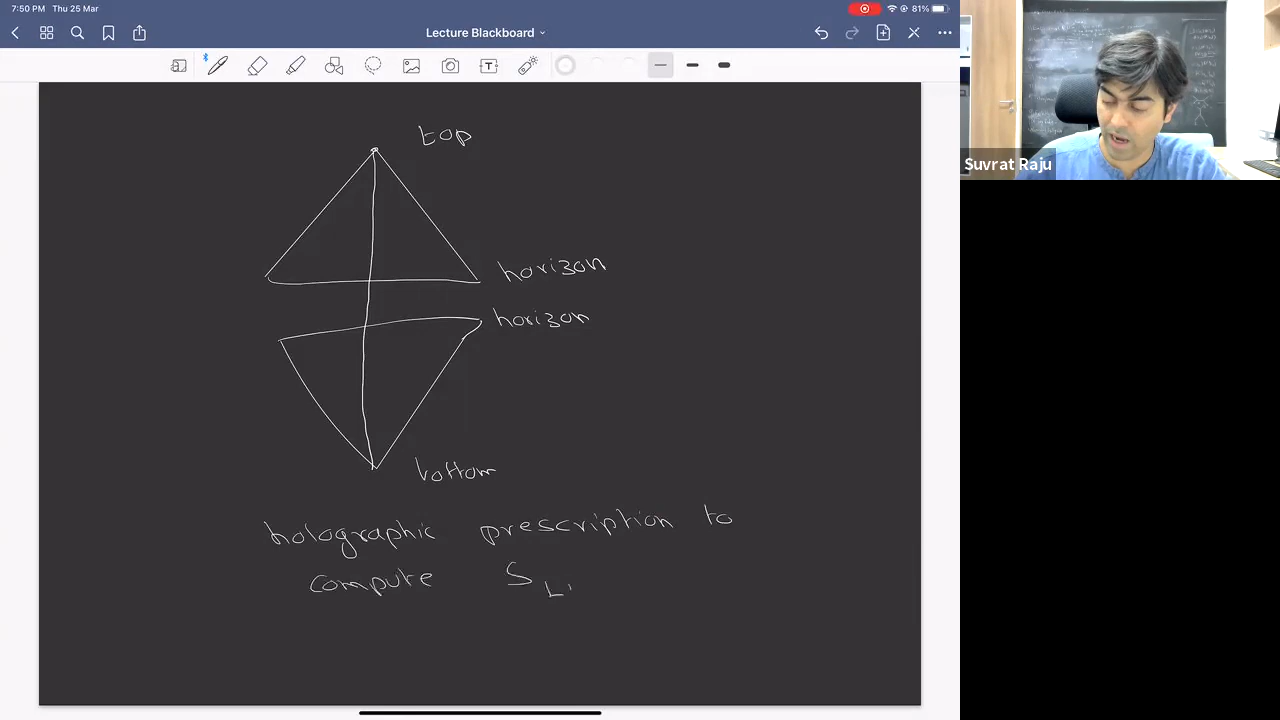 7:50 PM Thu 25 Mar
81%
Lecture Blackboard
T
Suvrat Raju
top
horizon
horizon
bottom
holographic prescription to
compute S L